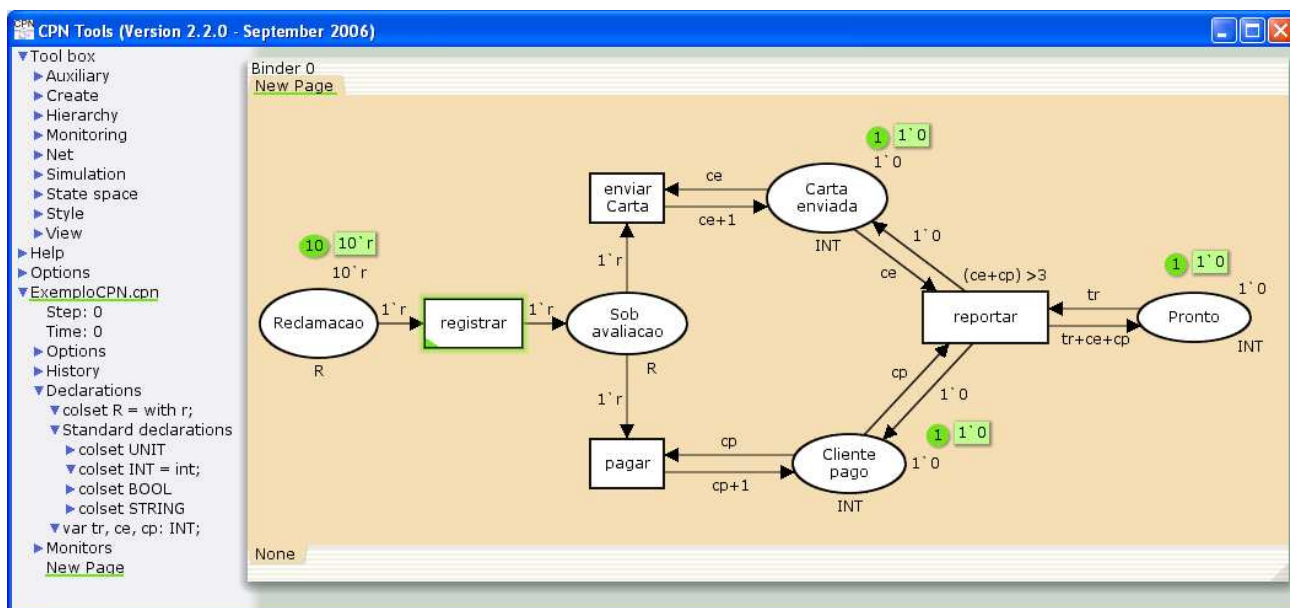 CPN Tools (Version 2.2.0 - September 2006)
Tool box
Auxiliary
Create
Hierarchy
Monitoring
Net
Simulation
State space
Style
View
Help
Options
ExemploCPN.cpn
Step: 0
Time: 0
Options
History
Declarations
colset R = with r;
Standard declarations
colset UNIT
colset INT = int;
colset BOOL
colset STRING
var tr, ce, cp: INT;
Monitors
New Page
Binder 0
New Page
10 10`r
10`r
Reclamacao
R
1`r
registrar
1`r
Sob
avaliacao
R
1`r
enviar
Carta
ce
ce+1
1 1`0
1`0
Carta
enviada
INT
1`0
ce
(ce+cp) >3
reportar
tr
tr+ce+cp
1 1`0
1`0
Pronto
INT
cp
1`0
1`r
pagar
cp
cp+1
1 1`0
1`0
Cliente
pago
INT
None